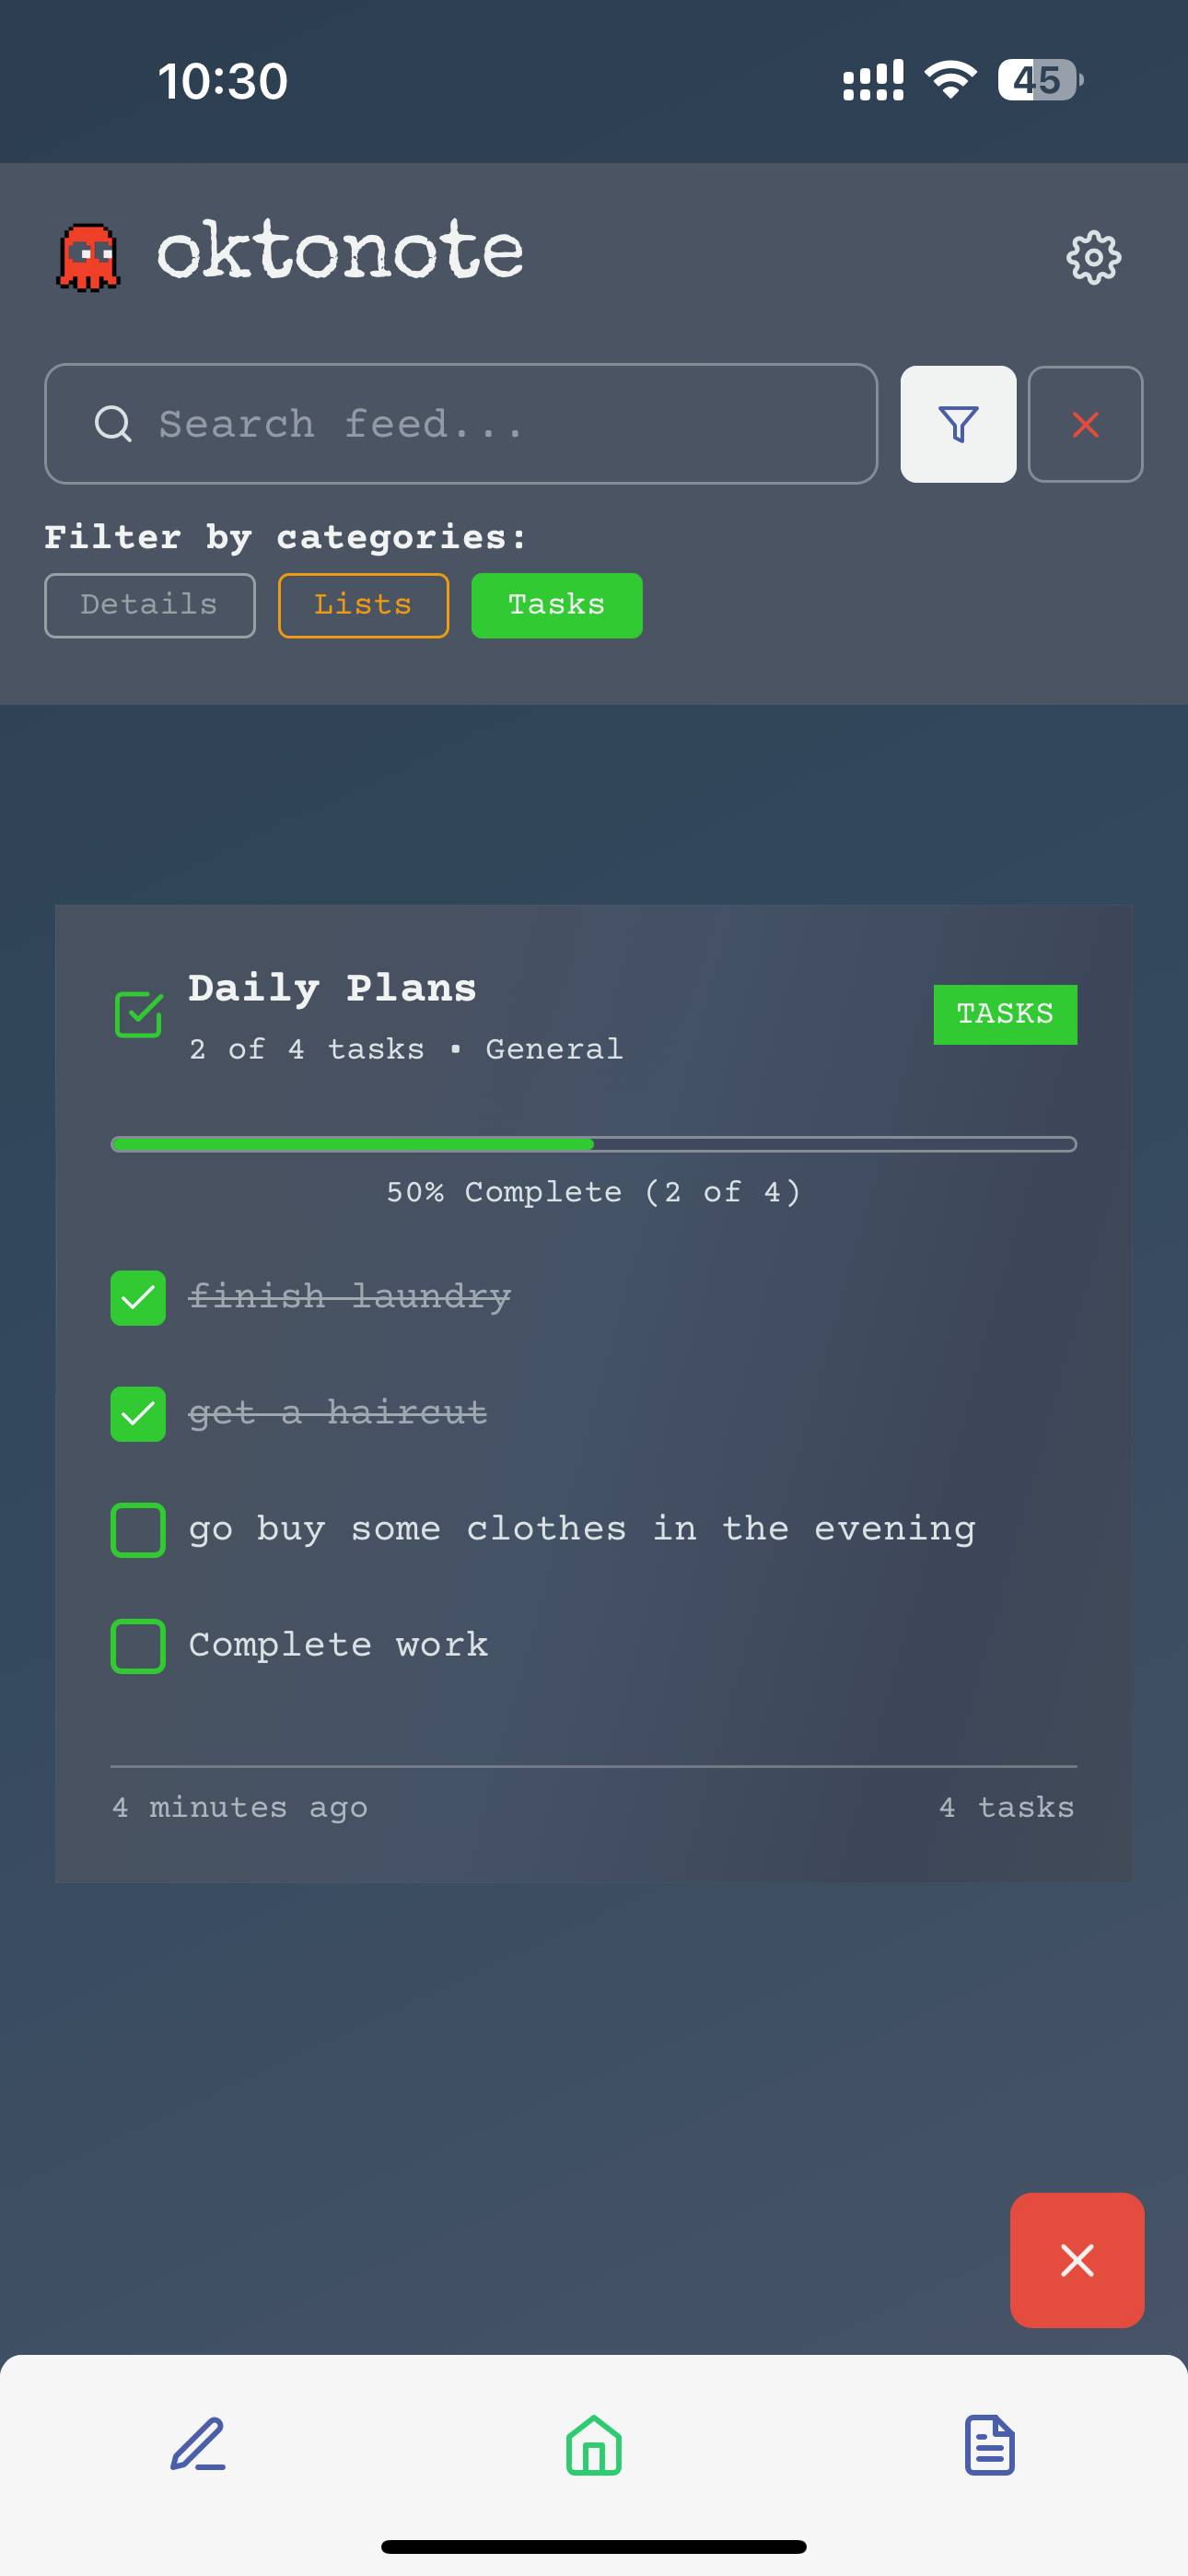 10:30
45
oktonote
Search feed...
Filter by categories:
Details Lists Tasks
Daily Plans
2 of 4 tasks • General
TASKS
50% Complete (2 of 4)
finish laundry
get a haircut
go buy some clothes in the evening
Complete work
4 minutes ago
4 tasks